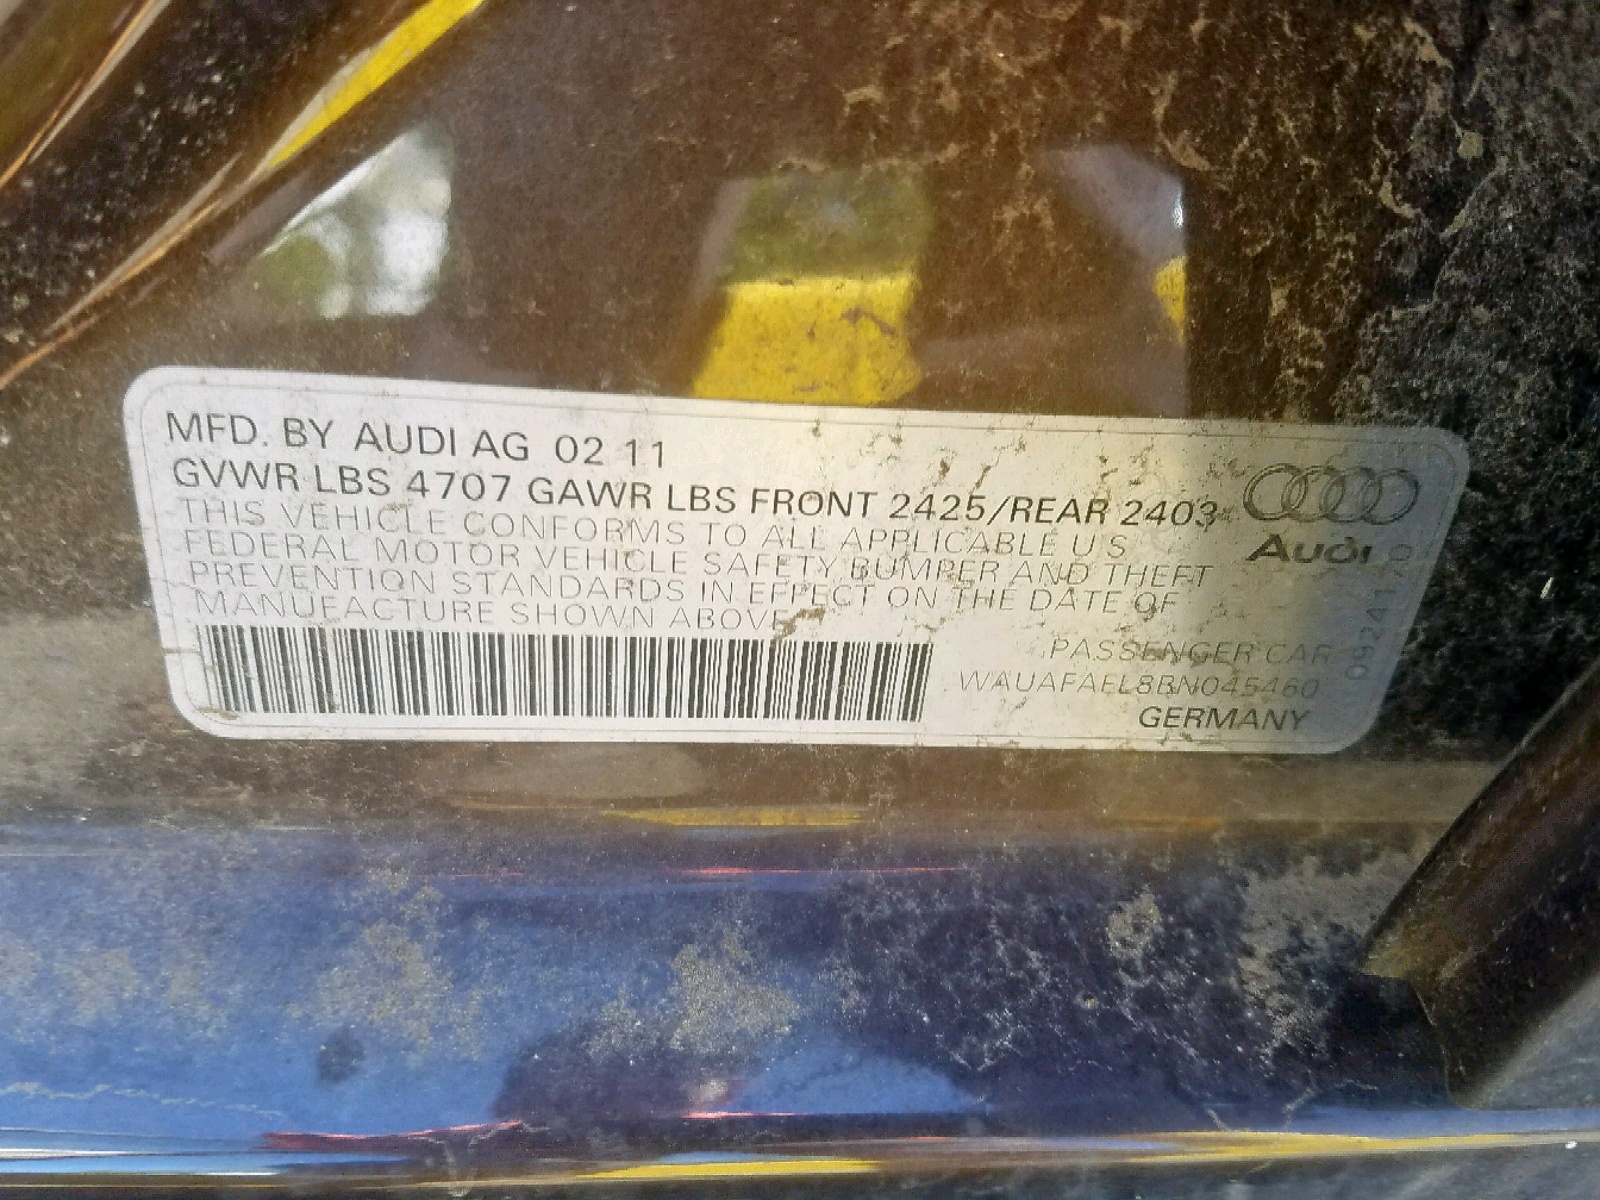 MFD. BY AUDI AG 02 11
GVWR LBS 4707 GAWR LBS FRONT 2425/REAR 2403
THIS VEHICLE CONFORMS TO ALL APPLICABLE U S
FEDERAL MOTOR VEHICLE SAFETY BUMPER AND THEFT
PREVENTION STANDARDS IN EFFECT ON THE DATE OF
MANUFACTURE SHOWN ABOVE
Audi
PASSENGER CAR
WAUAFAFL8BN045460
GERMANY